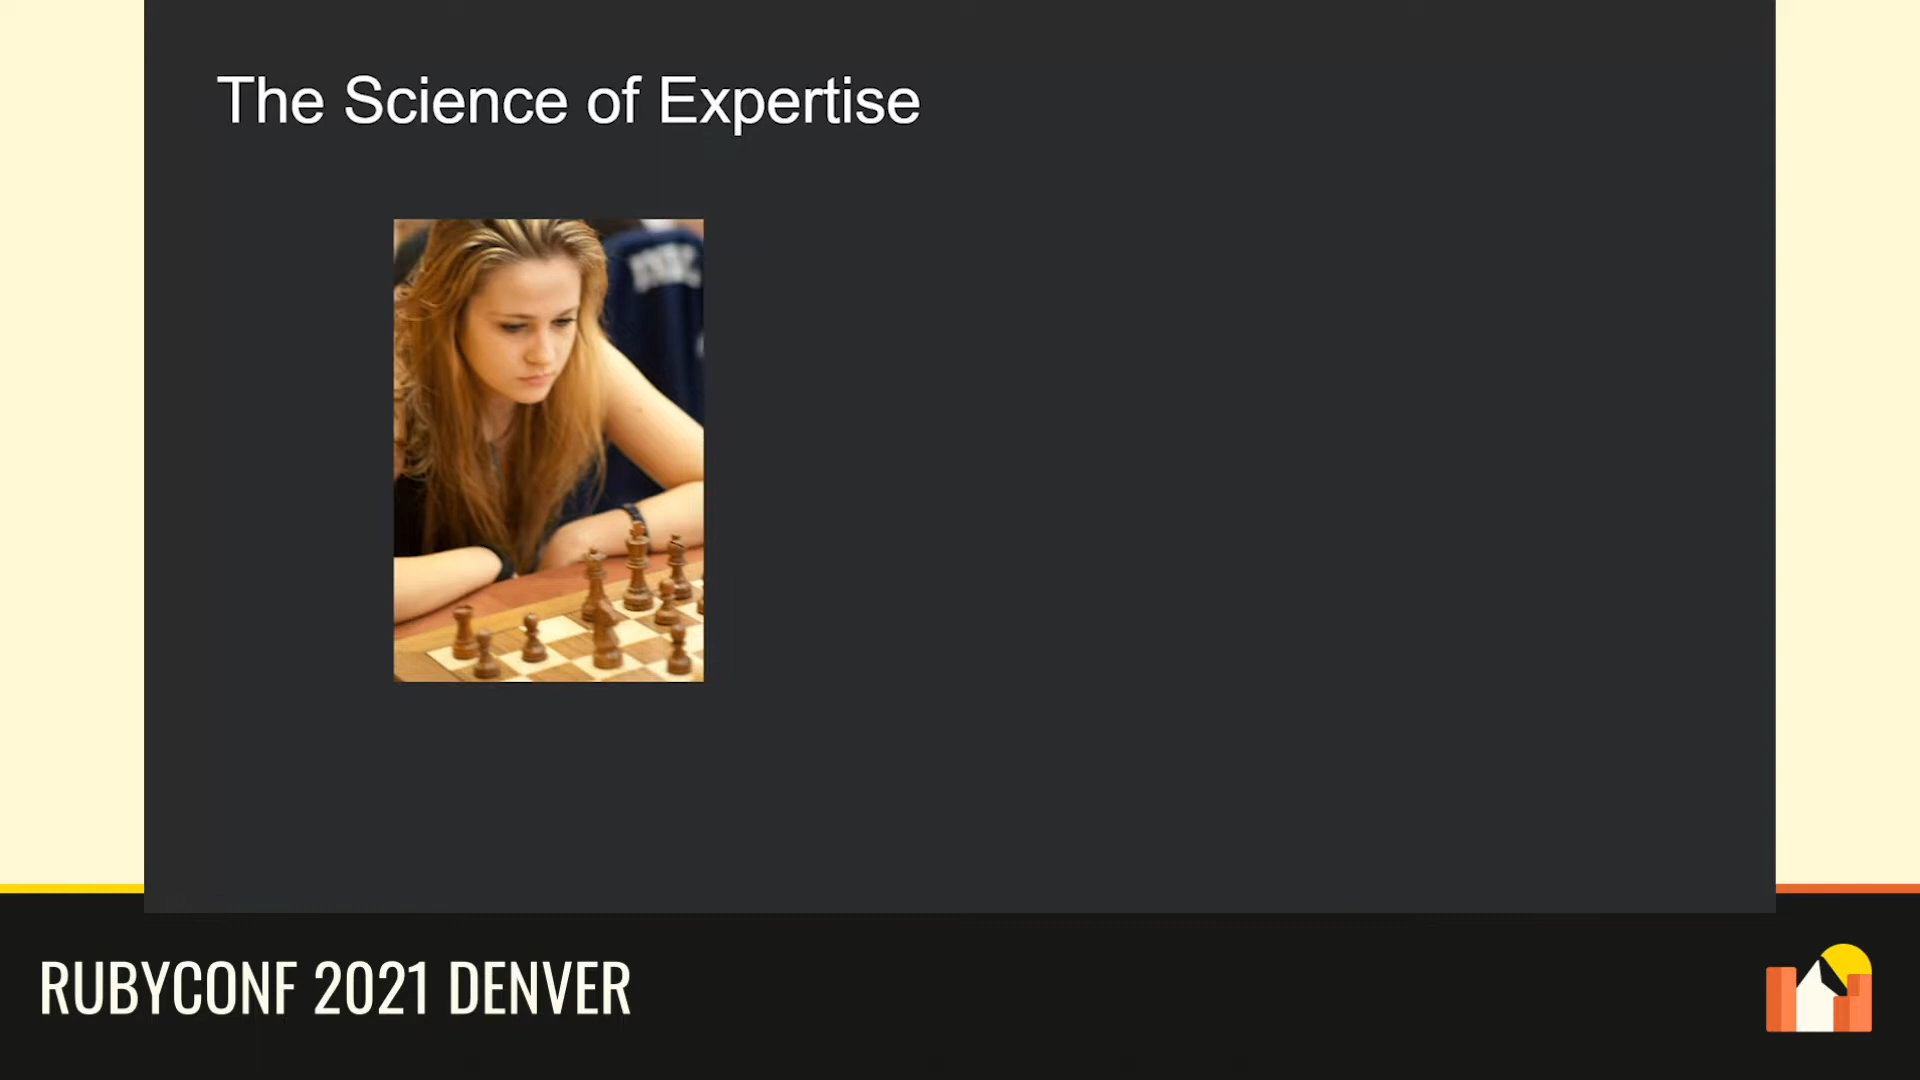 The Science of Expertise
RUBYCONF 2021 DENVER